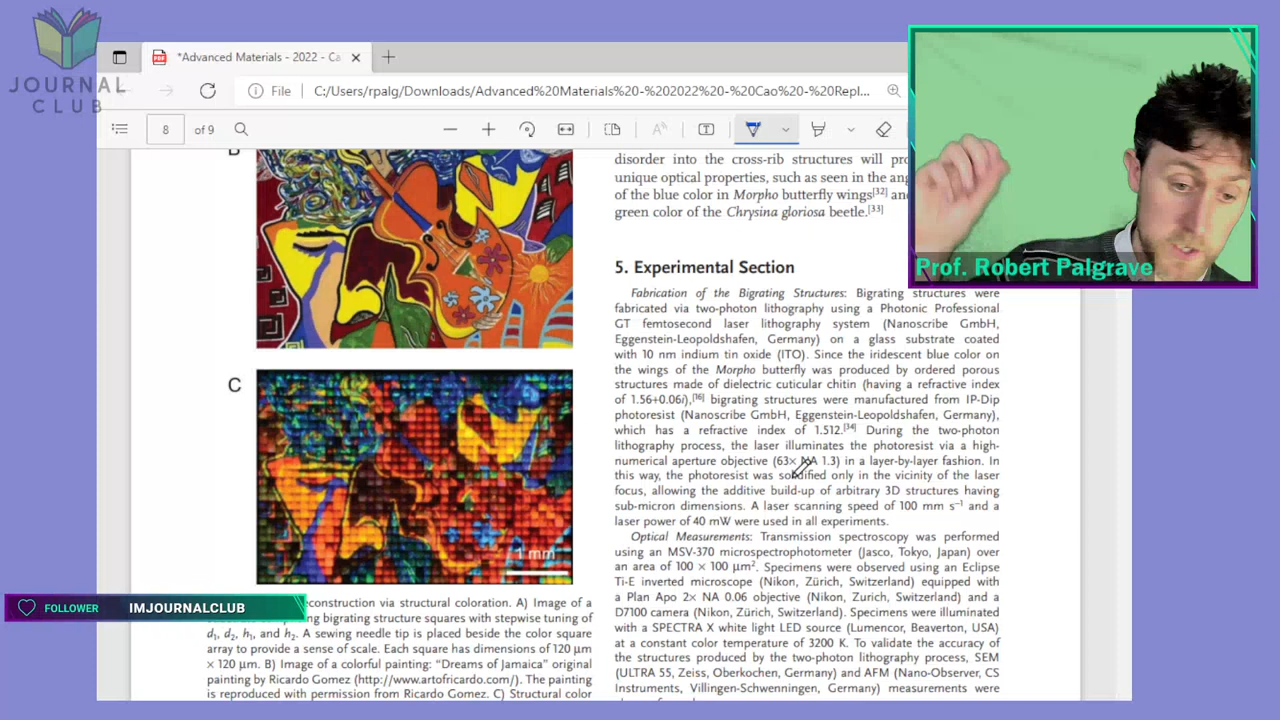 JOURNAL
CLUB
*Advanced Materials - 2022 - Ca
File
C:/Users/rpalg/Downloads/Advanced%20Materials%20-%202022%20-%20Cao%20-%20Repl...
8
of 9
B
disorder into the cross-rib structures will pro
unique optical properties, such as seen in the ang
of the blue color in Morpho butterfly wings[32] and
green color of the Chrysina gloriosa beetle.[33]
Prof. Robert Palgrave
5. Experimental Section
Fabrication of the Bigrating Structures: Bigrating structures were
fabricated via two-photon lithography using a Photonic Professional
GT femtosecond laser lithography system (Nanoscribe GmbH,
Eggenstein-Leopoldshafen, Germany) on a glass substrate coated
with 10 nm indium tin oxide (ITO). Since the iridescent blue color on
the wings of the Morpho butterfly was produced by ordered porous
structures made of dielectric cuticular chitin (having a refractive index
of 1.56+0.06i),[16] bigrating structures were manufactured from IP-Dip
photoresist (Nanoscribe GmbH, Eggenstein-Leopoldshafen, Germany),
which has a refractive index of 1.512.[34] During the two-photon
lithography process, the laser illuminates the photoresist via a high-
numerical aperture objective (63× NA 1.3) in a layer-by-layer fashion. In
this way, the photoresist was solidified only in the vicinity of the laser
focus, allowing the additive build-up of arbitrary 3D structures having
sub-micron dimensions. A laser scanning speed of 100 mm s−1 and a
laser power of 40 mW were used in all experiments.
Optical Measurements: Transmission spectroscopy was performed
using an MSV-370 microspectrophotometer (Jasco, Tokyo, Japan) over
an area of 100 × 100 µm2. Specimens were observed using an Eclipse
Ti-E inverted microscope (Nikon, Zürich, Switzerland) equipped with
a Plan Apo 2× NA 0.06 objective (Nikon, Zurich, Switzerland) and a
D7100 camera (Nikon, Zürich, Switzerland). Specimens were illuminated
with a SPECTRA X white light LED source (Lumencor, Beaverton, USA)
at a constant color temperature of 3200 K. To validate the accuracy of
the structures produced by the two-photon lithography process, SEM
(ULTRA 55, Zeiss, Oberkochen, Germany) and AFM (Nano-Observer, CS
Instruments, Villingen-Schwenningen, Germany) measurements were
C
1 mm
FOLLOWER IMJOURNALCLUB
construction via structural coloration. A) Image of a
ing bigrating structure squares with stepwise tuning of
d1, d2, h1, and h2. A sewing needle tip is placed beside the color square
array to provide a sense of scale. Each square has dimensions of 120 µm
× 120 µm. B) Image of a colorful painting: “Dreams of Jamaica” original
painting by Ricardo Gomez (http://www.artofricardo.com/). The painting
is reproduced with permission from Ricardo Gomez. C) Structural color